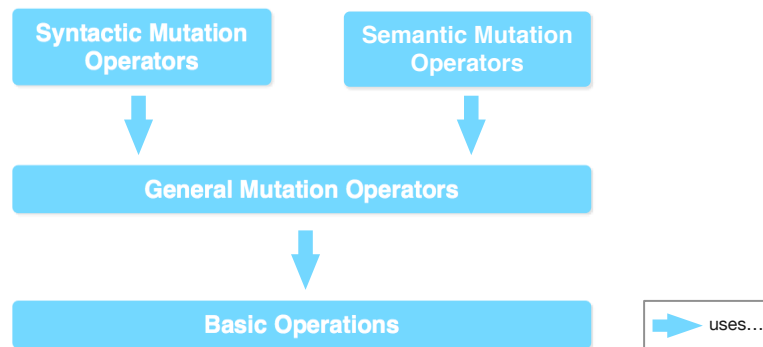 Syntactic Mutation
Operators
Semantic Mutation
Operators
General Mutation Operators
Basic Operations
uses...